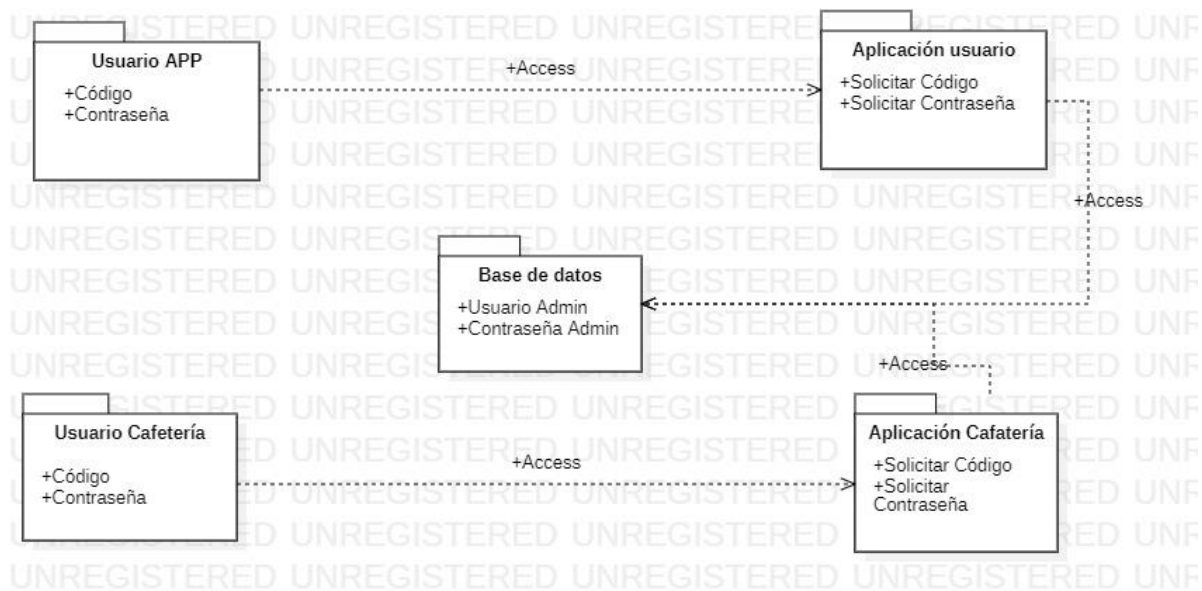 Usuario APP
+Código
+Contraseña
+Access
Aplicación usuario
+Solicitar Código
+Solicitar Contraseña
+Access
Base de datos
+Usuario Admin
+Contraseña Admin
+Access
Usuario Cafetería
+Código
+Contraseña
+Access
Aplicación Cafatería
+Solicitar Código
+Solicitar
Contraseña
UNREGISTERED